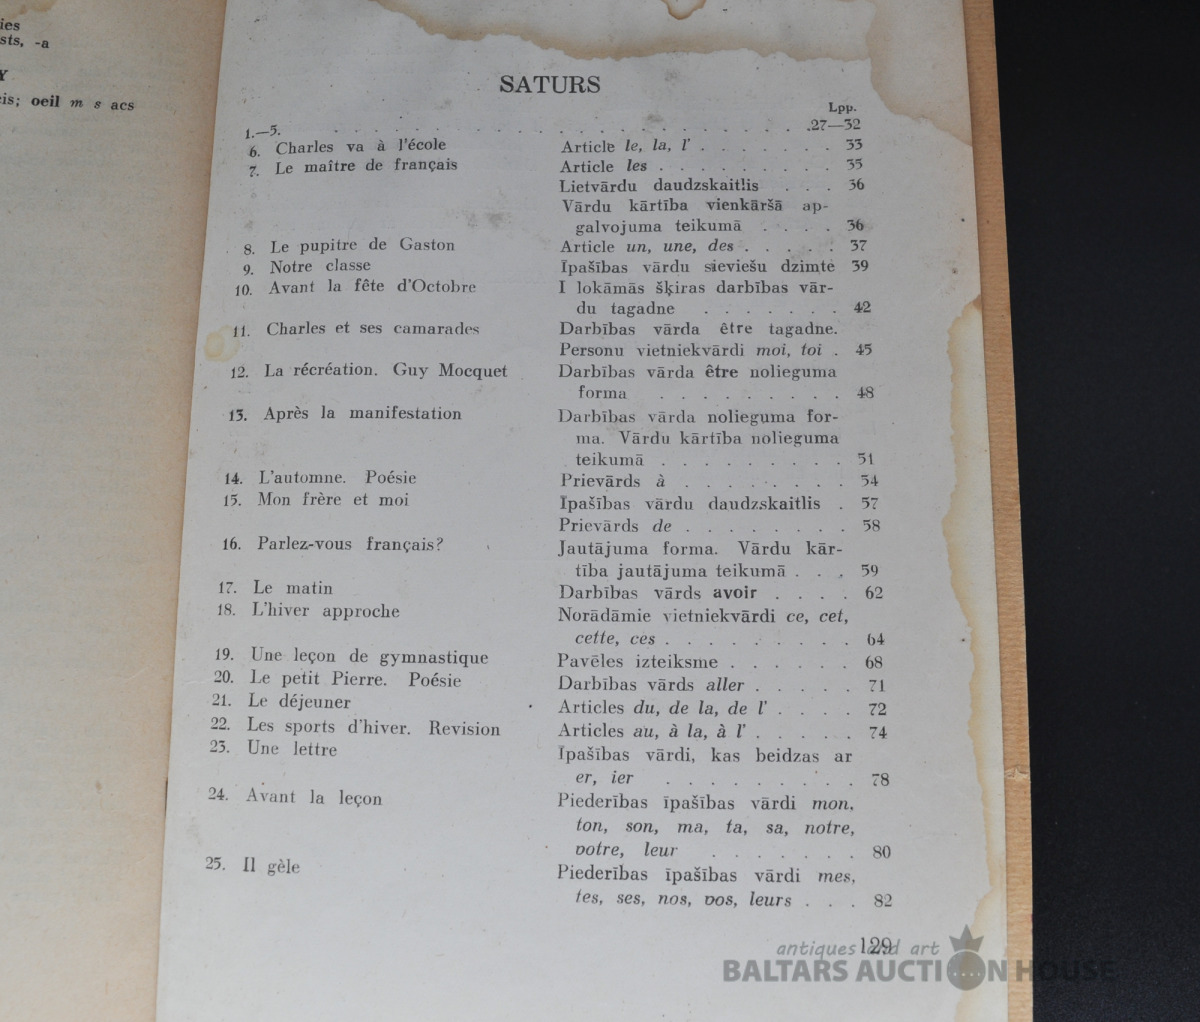 ies
sts, -a
Y
cis; oeil m s acs
SATURS
Lpp.
1.—5. . . . . . . . . . . . . . . . . . . . . . 27—32
6. Charles va à l'école Article le, la, l' . . . . . . . 33
7. Le maître de français Article les . . . . . . . . . 35
Lietvārdu daudzskaitlis . . . 36
Vārdu kārtība vienkāršā ap-
galvojuma teikumā . . . . 36
8. Le pupitre de Gaston Article un, une, des . . . . . 37
9. Notre classe Īpašības vārdu sieviešu dzimte 39
10. Avant la fête d'Octobre I lokāmās šķiras darbības vār-
du tagadne . . . . . . . 42
11. Charles et ses camarades Darbības vārda être tagadne.
Personu vietniekvārdi moi, toi . 45
12. La récréation. Guy Mocquet Darbības vārda être nolieguma
forma . . . . . . . . . 48
13. Après la manifestation Darbības vārda nolieguma for-
ma. Vārdu kārtība nolieguma
teikumā . . . . . . . . . 51
14. L'automne. Poésie Prievārds à . . . . . . . . 54
15. Mon frère et moi Īpašības vārdu daudzskaitlis . 57
Prievārds de . . . . . . . . 58
16. Parlez-vous français? Jautājuma forma. Vārdu kār-
tība jautājuma teikumā . . . 59
17. Le matin Darbības vārds avoir . . . . 62
18. L'hiver approche Norādāmie vietniekvārdi ce, cet,
cette, ces . . . . . . . . . 64
19. Une leçon de gymnastique Pavēles izteiksme . . . . . . 68
20. Le petit Pierre. Poésie Darbības vārds aller . . . . . 71
21. Le déjeuner Articles du, de la, de l' . . . . 72
22. Les sports d'hiver. Revision Articles au, à la, à l' . . . . . 74
23. Une lettre Īpašības vārdi, kas beidzas ar
er, ier . . . . . . . . . 78
24. Avant la leçon Piederības īpašības vārdi mon,
ton, son, ma, ta, sa, notre,
votre, leur . . . . . . . 80
25. Il gèle Piederības īpašības vārdi mes,
tes, ses, nos, vos, leurs . . . 82
129
antiques and art
BALTARS AUCTION HOUSE